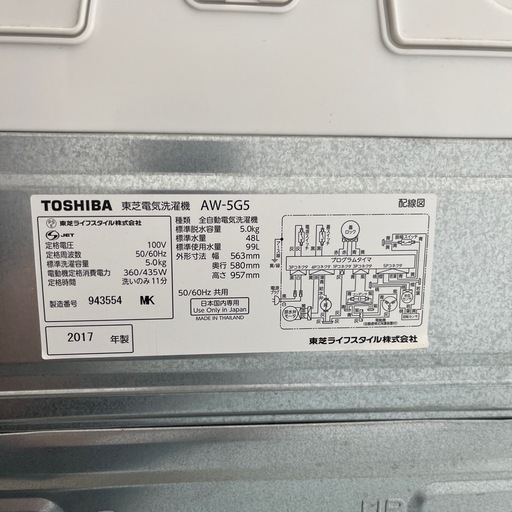 TOSHIBA 東芝電気洗濯機 AW-5G5 配線図
東芝ライフスタイル株式会社
JET
定格電圧 100V
定格周波数 50/60Hz
標準洗濯容量 5.0kg
電動機定格消費電力 360/435W
定格時間 洗いのみ11分
製造番号 943554 MK
2017 年製
種類 全自動電気洗濯機
標準脱水容量 5.0kg
標準水量 48L
標準使用水量 99L
外形寸法 幅 563mm
奥行 580mm
高さ 957mm
50/60Hz 共用
日本国内専用
Use Only in Japan
MADE IN THAILAND
蓋
ロック
プログラムタイマ
東芝ライフスタイル株式会社